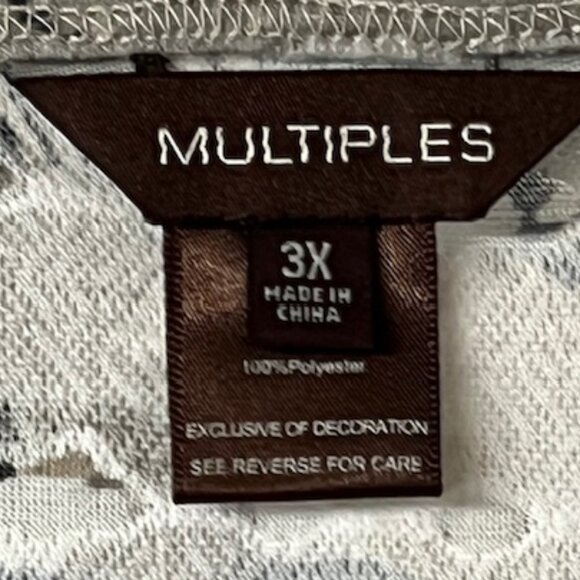 MULTIPLES
3X
MADE IN
CHINA
100%Polyester
EXCLUSIVE OF DECORATION
SEE REVERSE FOR CARE